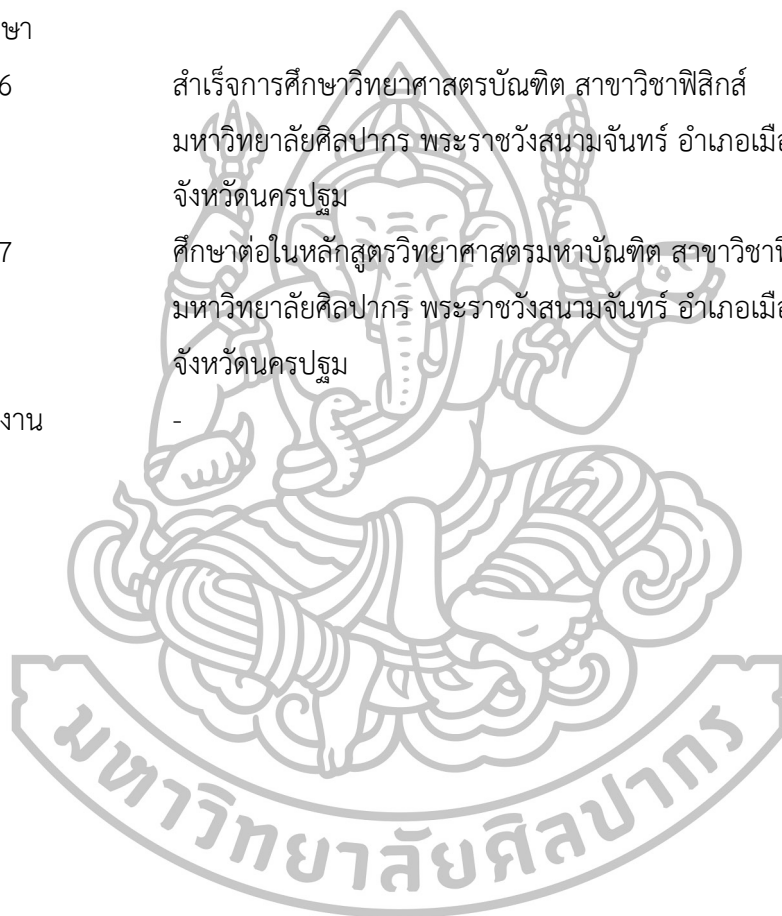 ษา
6 สำเร็จการศึกษาวิทยาศาสตรบัณฑิต สาขาวิชาฟิสิกส์
มหาวิทยาลัยศิลปากร พระราชวังสนามจันทร์ อำเภอเมือ
จังหวัดนครปฐม
7 ศึกษาต่อในหลักสูตรวิทยาศาสตรมหาบัณฑิต สาขาวิชาฟิ
มหาวิทยาลัยศิลปากร พระราชวังสนามจันทร์ อำเภอเมือ
จังหวัดนครปฐม
งาน -
มหาวิทยาลัยศิลปากร